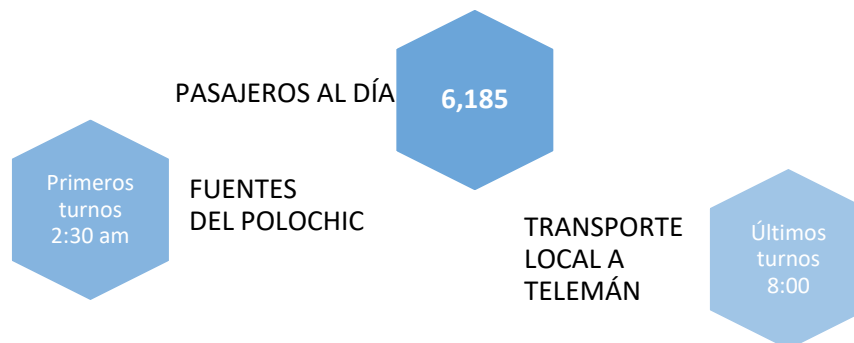 PASAJEROS AL DÍA
6,185
Primeros
turnos
2:30 am
FUENTES
DEL POLOCHIC
TRANSPORTE
LOCAL A
TELEMÁN
Últimos
turnos
8:00